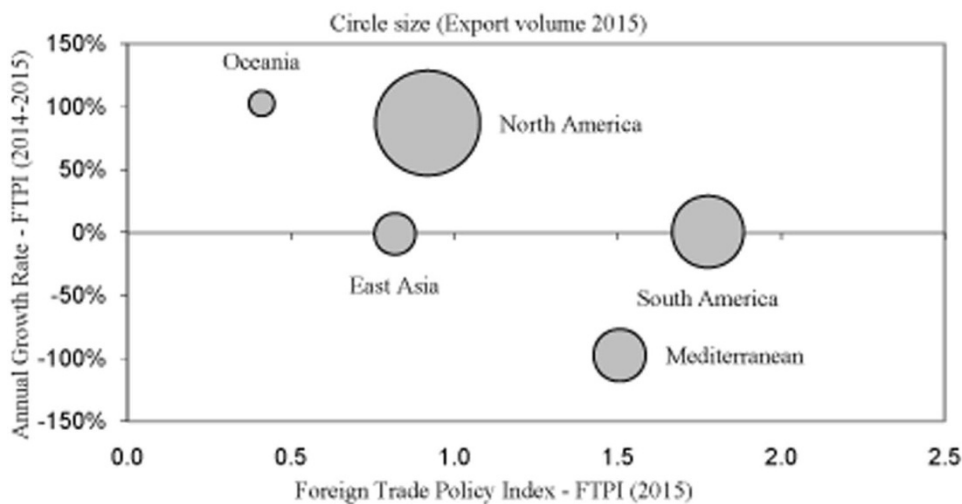 Circle size (Export volume 2015)
150%
Oceania
100%
North America
50%
0%
East Asia
-50%
South America
-100%
Mediterranean
-150%
0.0 0.5 1.0 1.5 2.0 2.5
Annual Growth Rate - FTPI (2014-2015)
Foreign Trade Policy Index - FTPI (2015)